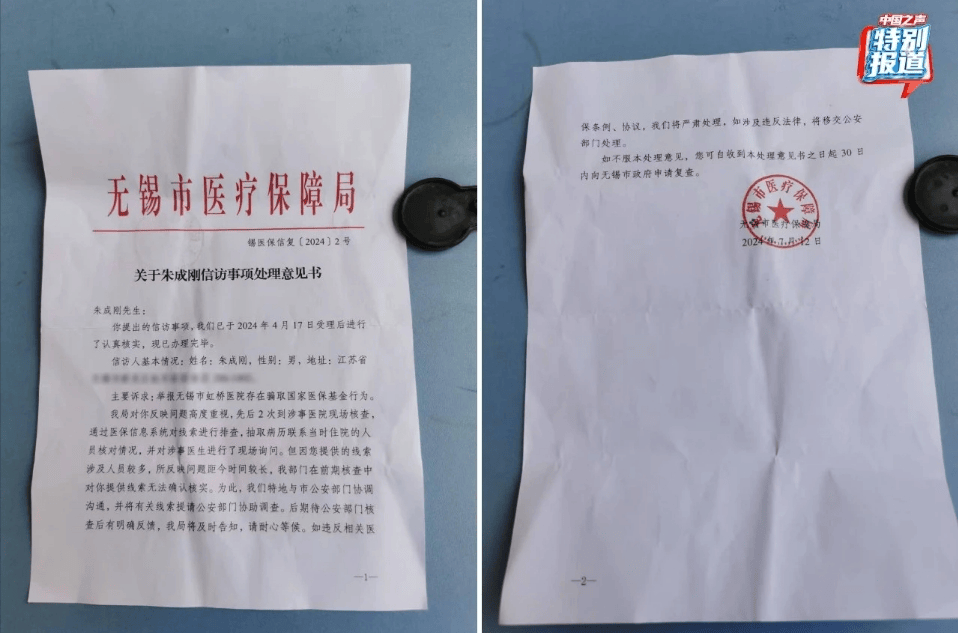 无锡市医疗保障局
锡医保信复〔2024〕2号
关于朱成刚信访事项处理意见书
朱成刚先生：
你提出的信访事项，我们已于2024年4月17日受理后进行
了认真核实，现已办理完毕。
信访人基本情况：姓名：朱成刚，性别：男，地址：江苏省
主要诉求：举报无锡市虹桥医院存在骗取国家医保基金行为。
我局对你反映问题高度重视，先后2次到涉事医院现场核查，
通过医保信息系统对线索进行排查，抽取病历联系当时住院的人
员核对情况，并对涉事医生进行了现场询问。但因您提供的线索
涉及人员较多，所反映问题距今时间较长，我部门在前期核查中
对你提供线索无法确认核实。为此，我们特地与市公安部门协调
沟通，并将有关线索提请公安部门协助调查。后期待公安部门核
查后有明确反馈，我局将及时告知，请耐心等候。如违反相关医
—1—
中国之声
特别
报道
保条例、协议，我们将严肃处理，如涉及违反法律，将移交公安
部门处理。
如不服本处理意见，您可自收到本处理意见书之日起30日
内向无锡市政府申请复查。
无锡市医疗保障局
无锡市医疗保障局
2024年7月12日
—2—